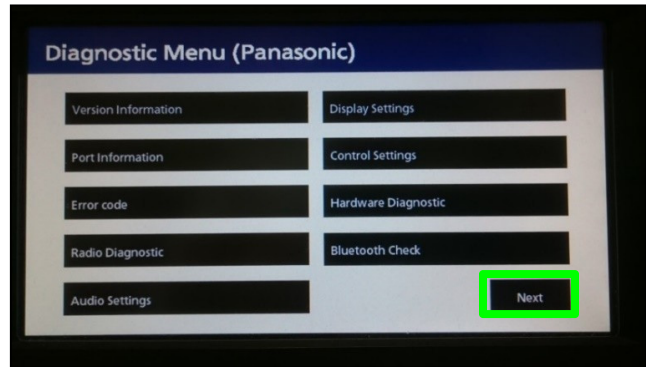 Diagnostic Menu (Panasonic)
Version Information
Display Settings
Port Information
Control Settings
Error code
Hardware Diagnostic
Radio Diagnostic
Bluetooth Check
Audio Settings
Next